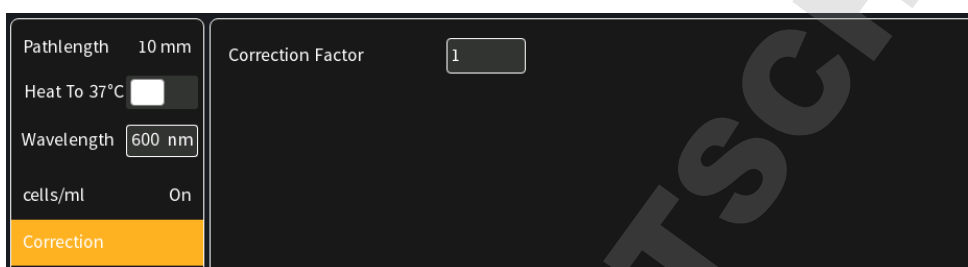 Pathlength 10 mm
Correction Factor 1
Heat To 37°C
Wavelength 600 nm
cells/ml On
Correction